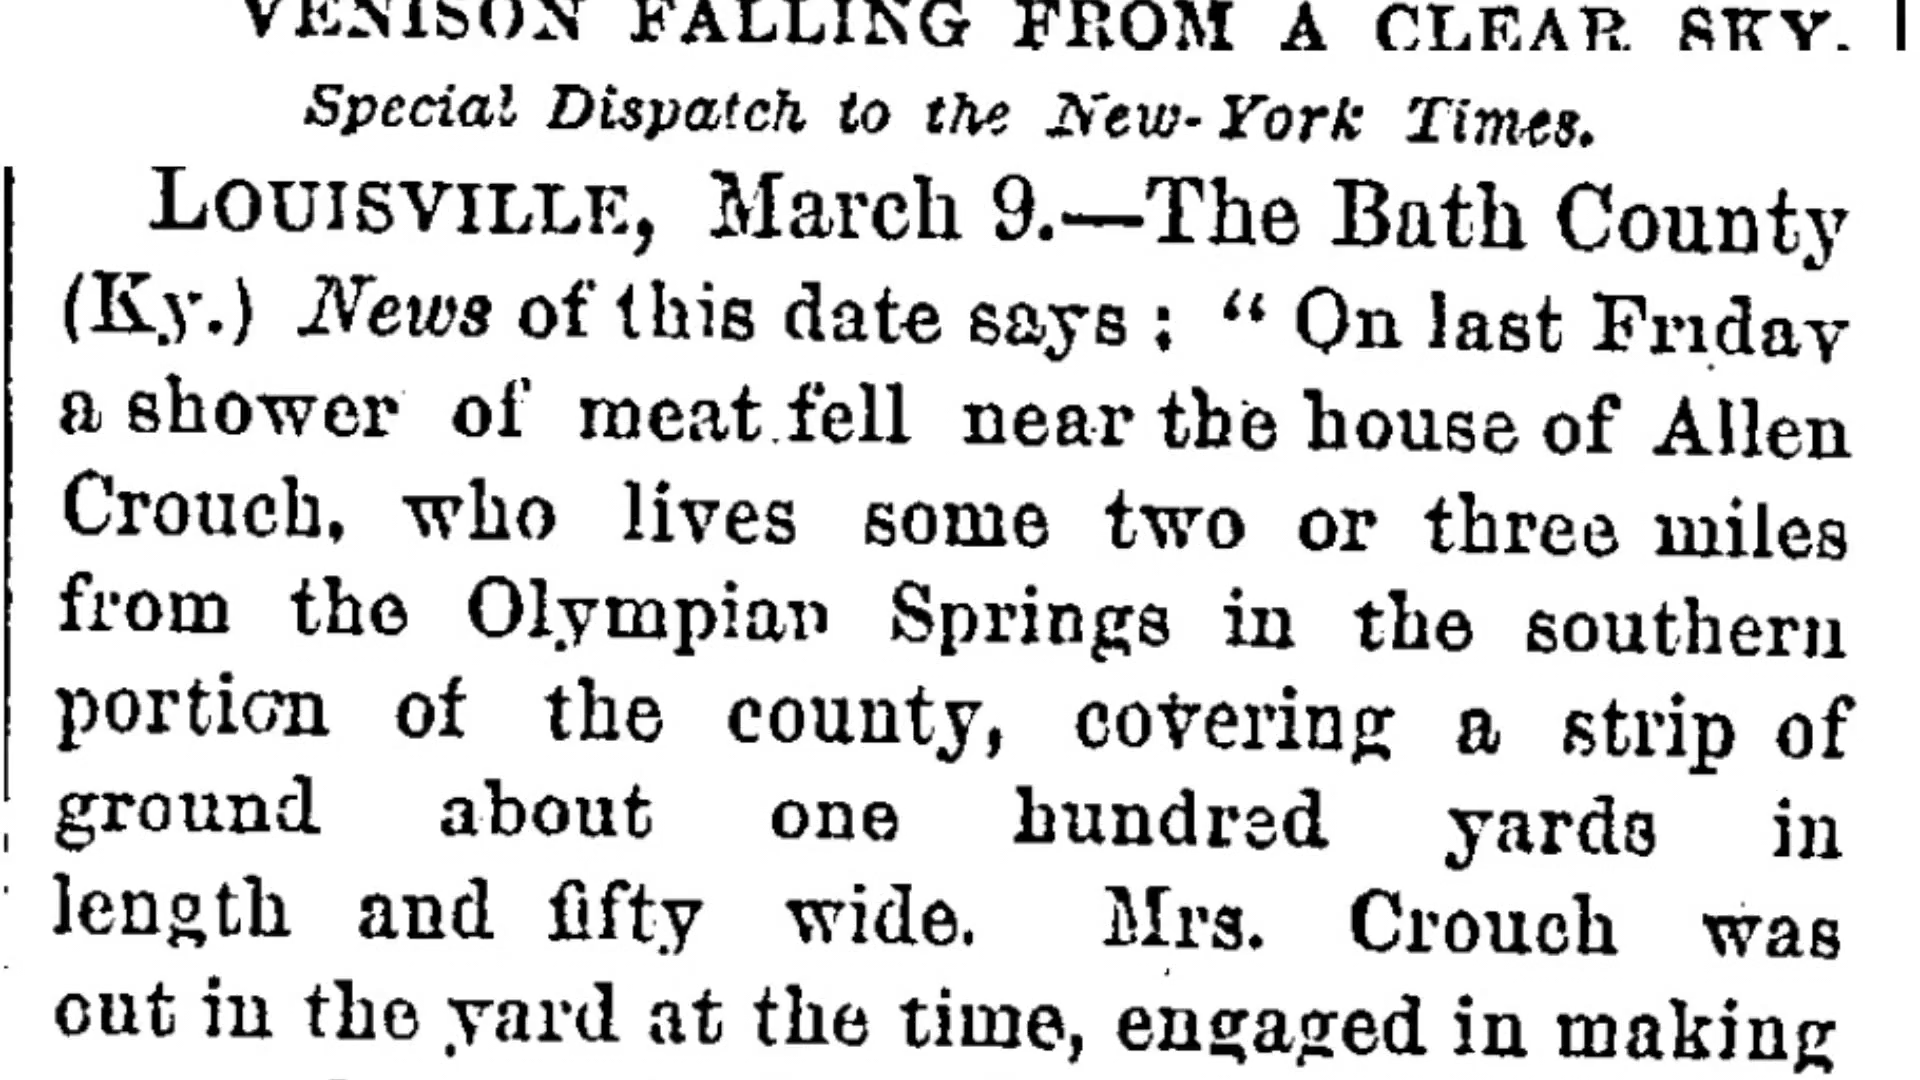 VENISON FALLING FROM A CLEAR SKY.
Special Dispatch to the New-York Times.
LOUISVILLE, March 9.—The Bath County
(Ky.) News of this date says: "On last Friday
a shower of meat fell near the house of Allen
Crouch, who lives some two or three miles
from the Olympian Springs in the southern
portion of the county, covering a strip of
ground about one hundred yards in
length and fifty wide. Mrs. Crouch was
out in the yard at the time, engaged in making